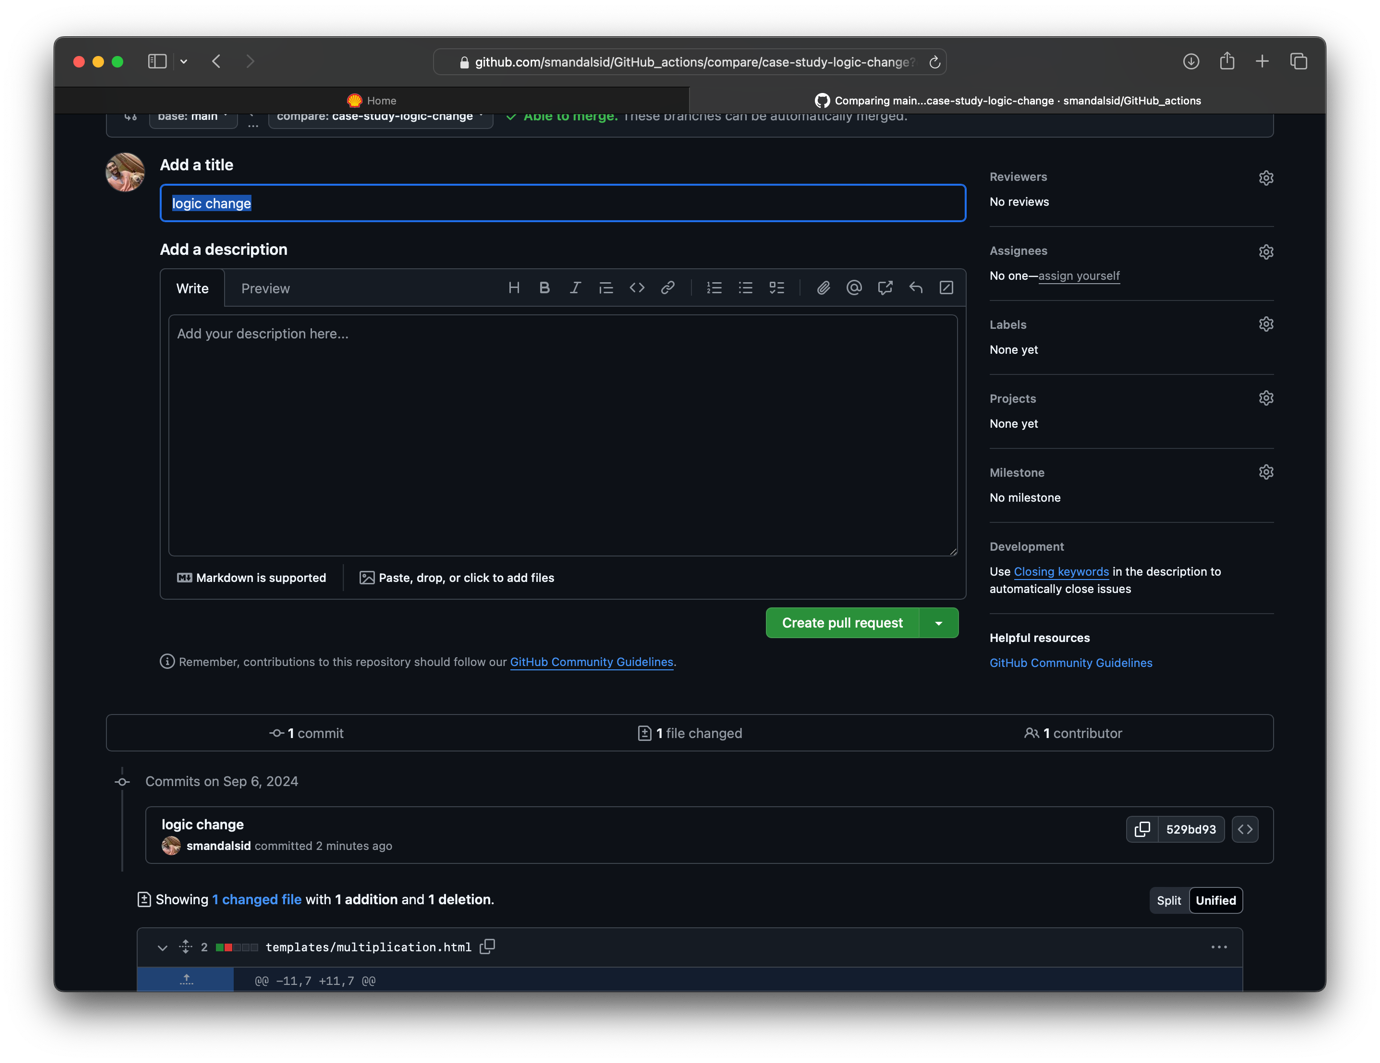 github.com/smandalsid/GitHub_actions/compare/case-study-logic-change?
Home
Comparing main...case-study-logic-change · smandalsid/GitHub_actions
base: main
...
compare: case-study-logic-change
Able to merge. These branches can be automatically merged.
Add a title
logic change
Add a description
Write
Preview
Add your description here...
Markdown is supported
Paste, drop, or click to add files
Create pull request
Remember, contributions to this repository should follow our GitHub Community Guidelines.
Reviewers
No reviews
Assignees
No one—assign yourself
Labels
None yet
Projects
None yet
Milestone
No milestone
Development
Use Closing keywords in the description to
automatically close issues
Helpful resources
GitHub Community Guidelines
1 commit
1 file changed
1 contributor
Commits on Sep 6, 2024
logic change
smandalsid committed 2 minutes ago
529bd93
Showing 1 changed file with 1 addition and 1 deletion.
Split
Unified
2
templates/multiplication.html
@@ -11,7 +11,7 @@